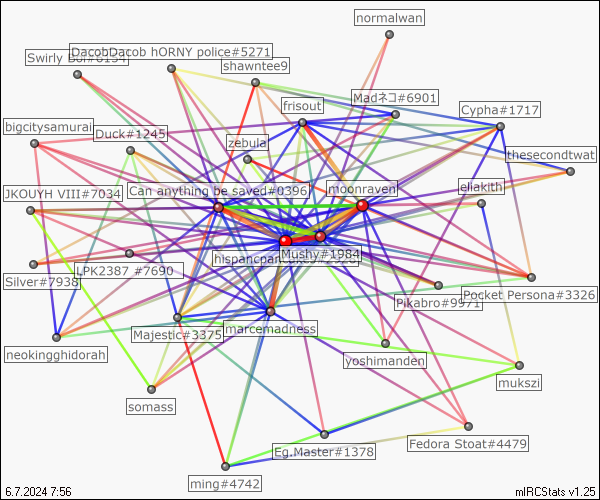 normalwan
Swirly Boi#6154
DacobDacob hORNY police#5271
shawntee9
Madネコ#6901
frisout
Cypha#1717
bigcitysamurai
Duck#1245
zebula
thesecondtwat
Can anything be saved#0396
moonraven
eliakith
JKOUYH VIII#7034
Mushy#1984
hispancpan
LPK2387 #7690
Silver#7938
Pikabro#9971
Pocket Persona#3326
Majestic#3375
marcemadness
neokingghidorah
yoshimanden
mukszi
somass
Fedora Stoat#4479
Eg.Master#1378
ming#4742
6.7.2024 7:56
mIRCStats v1.25